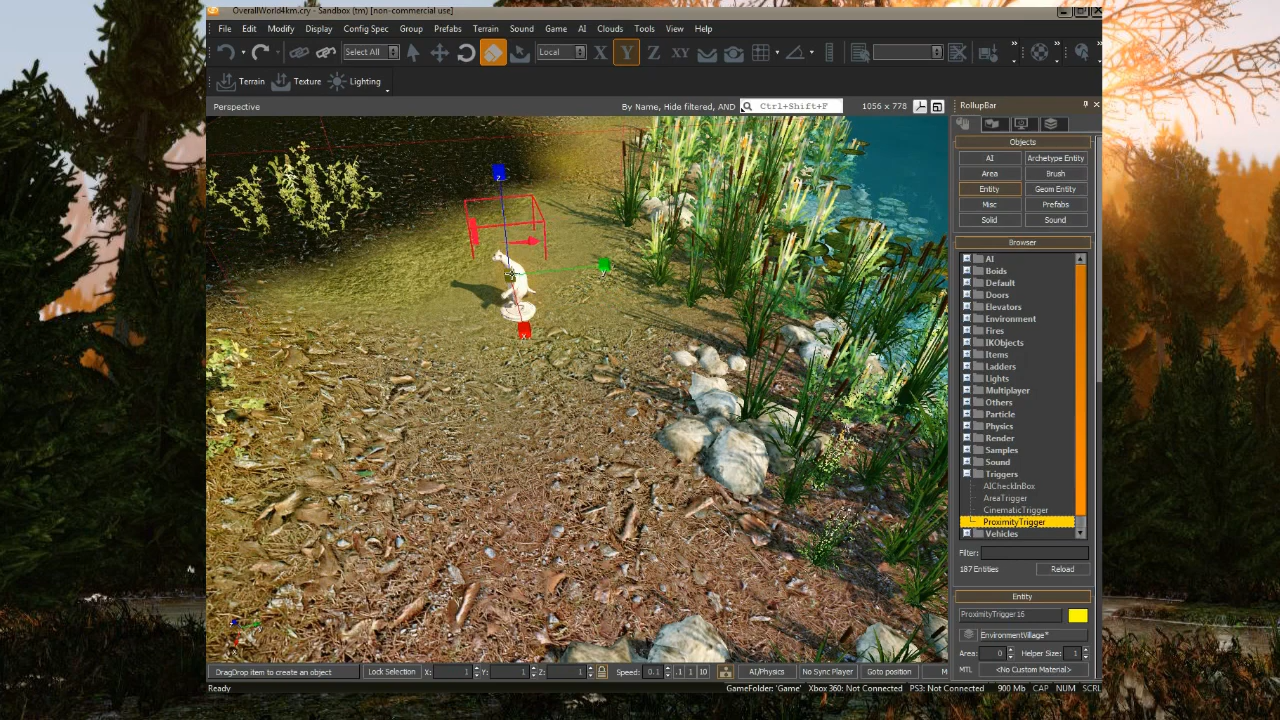 OverallWorld4km.cry - Sandbox (tm) [non-commercial use]
File Edit Modify Display Config Spec Group Prefabs Terrain Sound Game AI Clouds Tools View Help
Select All Local X Y Z XY
Terrain Texture Lighting
Perspective By Name, Hide filtered, AND Ctrl+Shift+F 1056 x 778 RollupBar
Objects
AI Archetype Entity
Area Brush
Entity Geom Entity
Misc Prefabs
Solid Sound
Browser
AI
Boids
Default
Doors
Elevators
Environment
Fires
IKObjects
Items
Ladders
Lights
Multiplayer
Others
Particle
Physics
Render
Samples
Sound
Triggers
AICheckInBox
AreaTrigger
CinematicTrigger
ProximityTrigger
Vehicles
Filter:
187 Entities Reload
Entity
ProximityTrigger16
EnvironmentVillage*
Area: 0 Helper Size: 1
MTL <No Custom Material>
DragDrop item to create an object Lock Selection X: 1 Y: 1 Z: 1 Speed: 0.1 .1 1 10 AI/Physics No Sync Player Goto position M
Ready GameFolder: 'Game' Xbox 360: Not Connected PS3: Not Connected 900 Mb CAP NUM SCRL